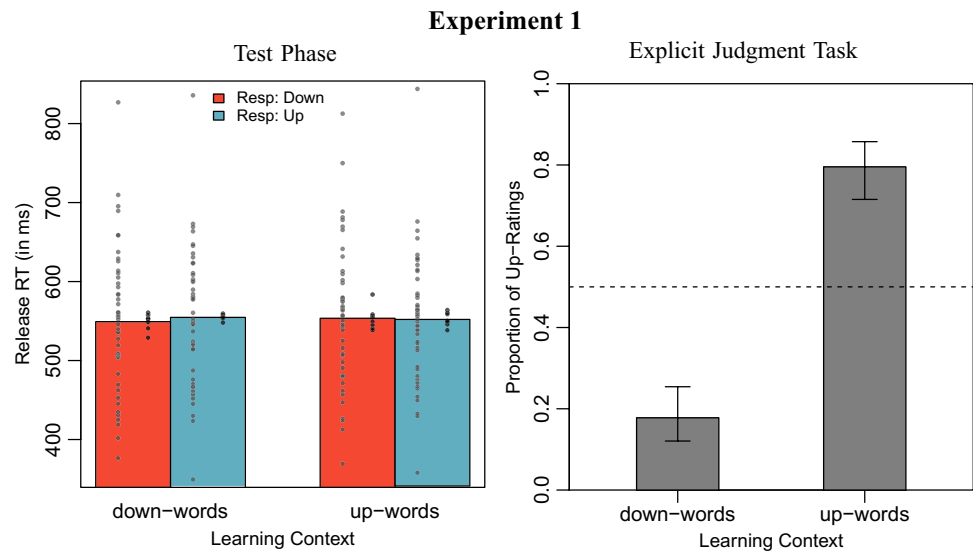 Experiment 1
Test Phase
Resp: Down
Resp: Up
Release RT (in ms)
800
700
600
500
400
down−words
up−words
Learning Context
Explicit Judgment Task
Proportion of Up−Ratings
1.0
0.8
0.6
0.4
0.2
0.0
down−words
up−words
Learning Context